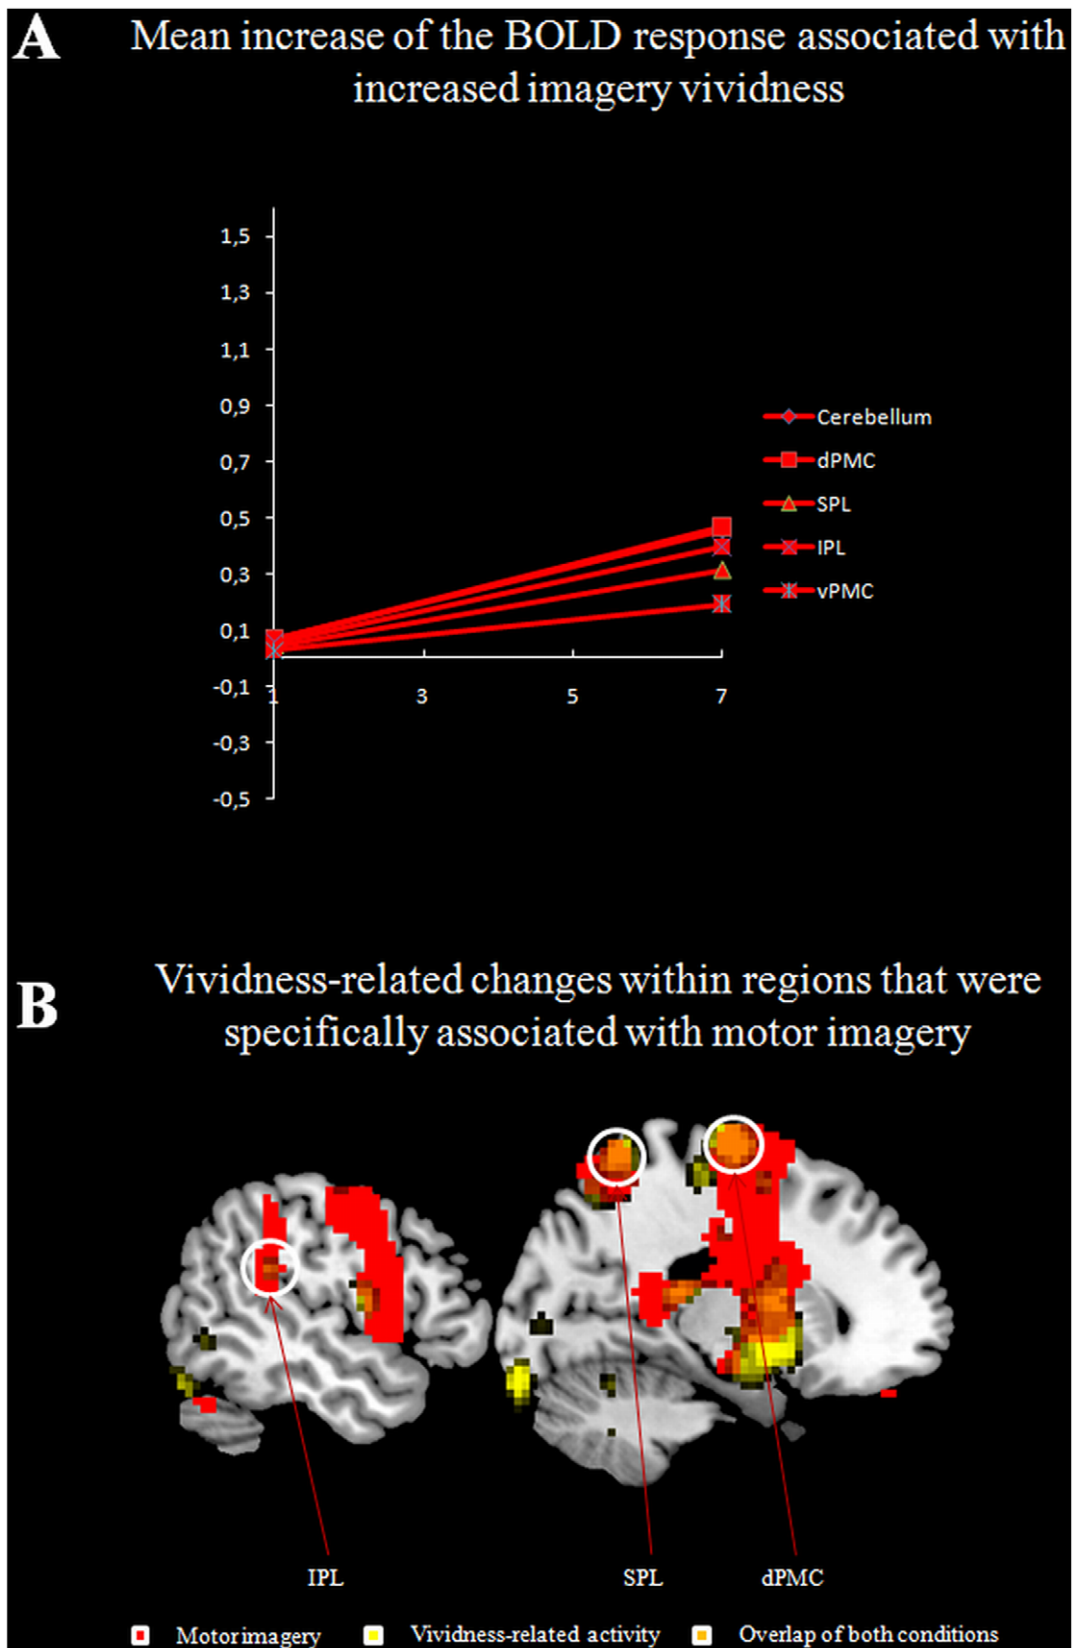 A
Mean increase of the BOLD response associated with
increased imagery vividness
1,5
1,3
1,1
0,9
0,7
0,5
0,3
0,1
-0,1
-0,3
-0,5
1 3 5 7
Cerebellum
dPMC
SPL
IPL
vPMC
B
Vividness-related changes within regions that were
specifically associated with motor imagery
IPL SPL dPMC
Motor imagery Vividness-related activity Overlap of both conditions